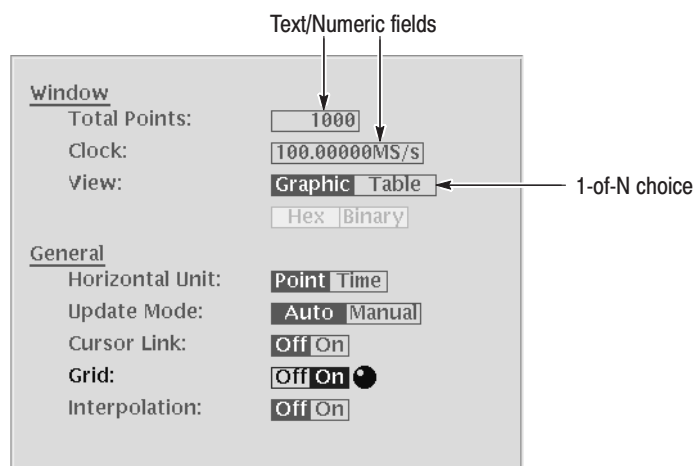 Text/Numeric fields
Window
Total Points: 1000
Clock: 100.00000MS/s
View: Graphic Table
1-of-N choice
Hex Binary
General
Horizontal Unit: Point Time
Update Mode: Auto Manual
Cursor Link: Off On
Grid: Off On
Interpolation: Off On